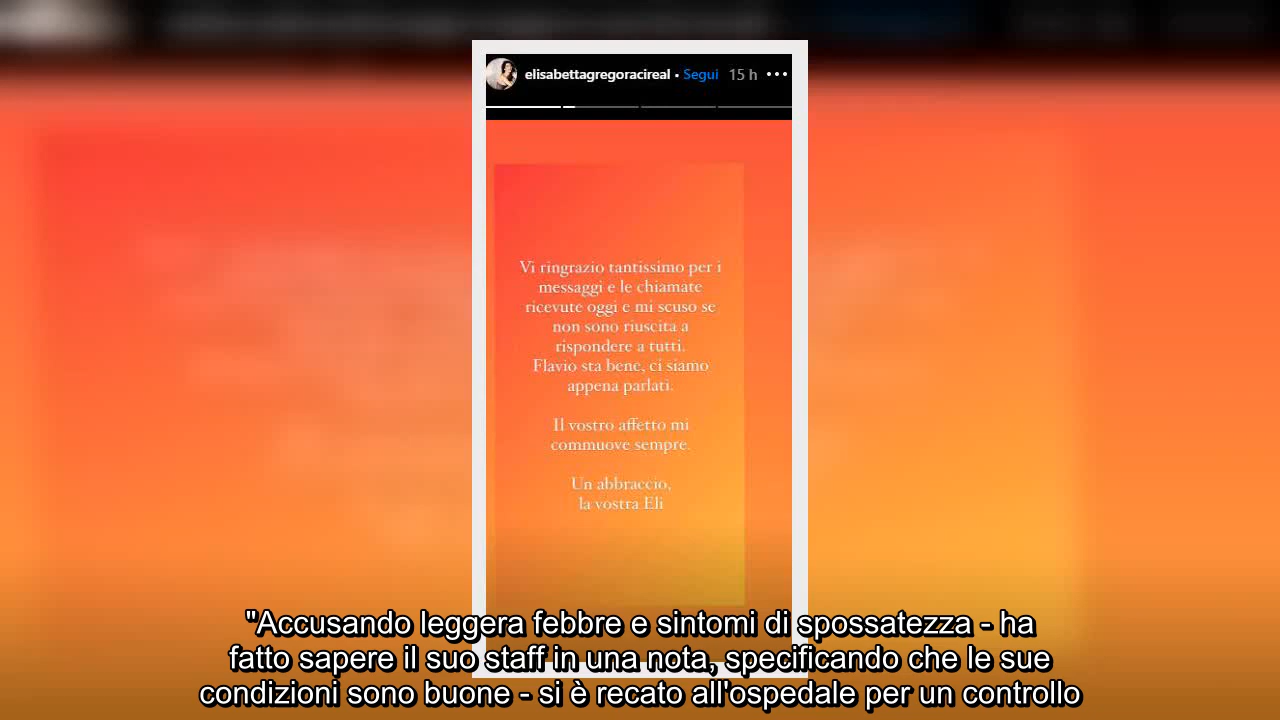 elisabettagregoracireal • Segui 15 h •••
Vi ringrazio tantissimo per i
messaggi e le chiamate
ricevute oggi e mi scuso se
non sono riuscita a
rispondere a tutti.
Flavio sta bene, ci siamo
appena parlati.
Il vostro affetto mi
commuove sempre.
Un abbraccio,
la vostra Eli
"Accusando leggera febbre e sintomi di spossatezza - ha
fatto sapere il suo staff in una nota, specificando che le sue
condizioni sono buone - si è recato all'ospedale per un controllo